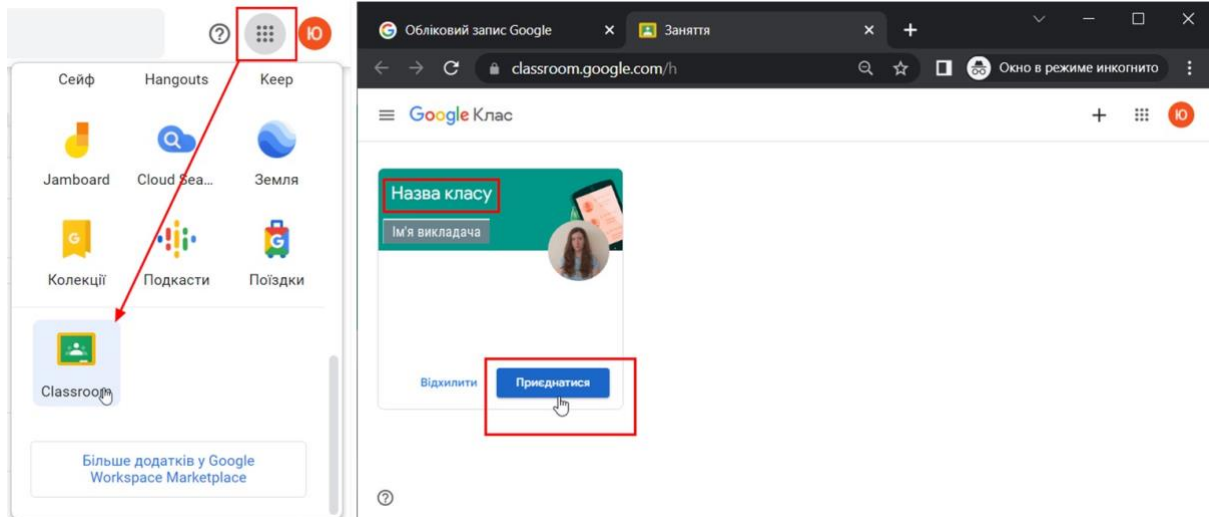 Ю
Сейф Hangouts Keep
Jamboard Cloud Sea... Земля
Колекції Подкасти Поїздки
Classroom
Більше додатків у Google
Workspace Marketplace
Обліковий запис Google
Заняття
classroom.google.com/h
Окно в режиме инкогнито
Google Клас
Ю
Назва класу
Ім'я викладача
Відхилити Приєднатися